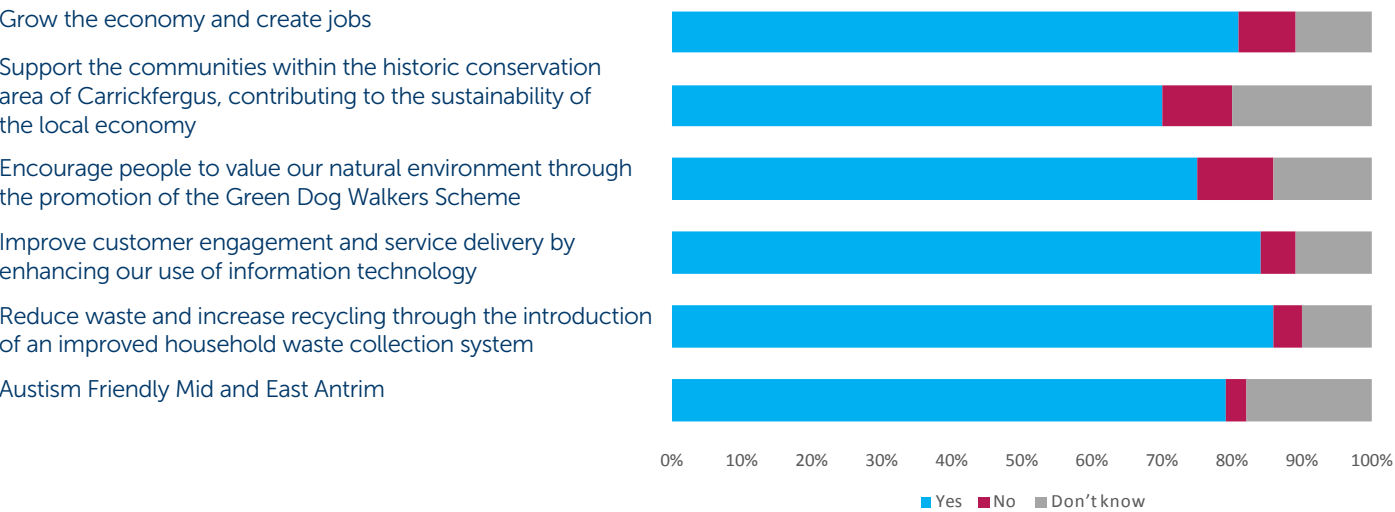 Grow the economy and create jobs
Support the communities within the historic conservation
area of Carrickfergus, contributing to the sustainability of
the local economy
Encourage people to value our natural environment through
the promotion of the Green Dog Walkers Scheme
Improve customer engagement and service delivery by
enhancing our use of information technology
Reduce waste and increase recycling through the introduction
of an improved household waste collection system
Austism Friendly Mid and East Antrim
0% 10% 20% 30% 40% 50% 60% 70% 80% 90% 100%
Yes No Don't know